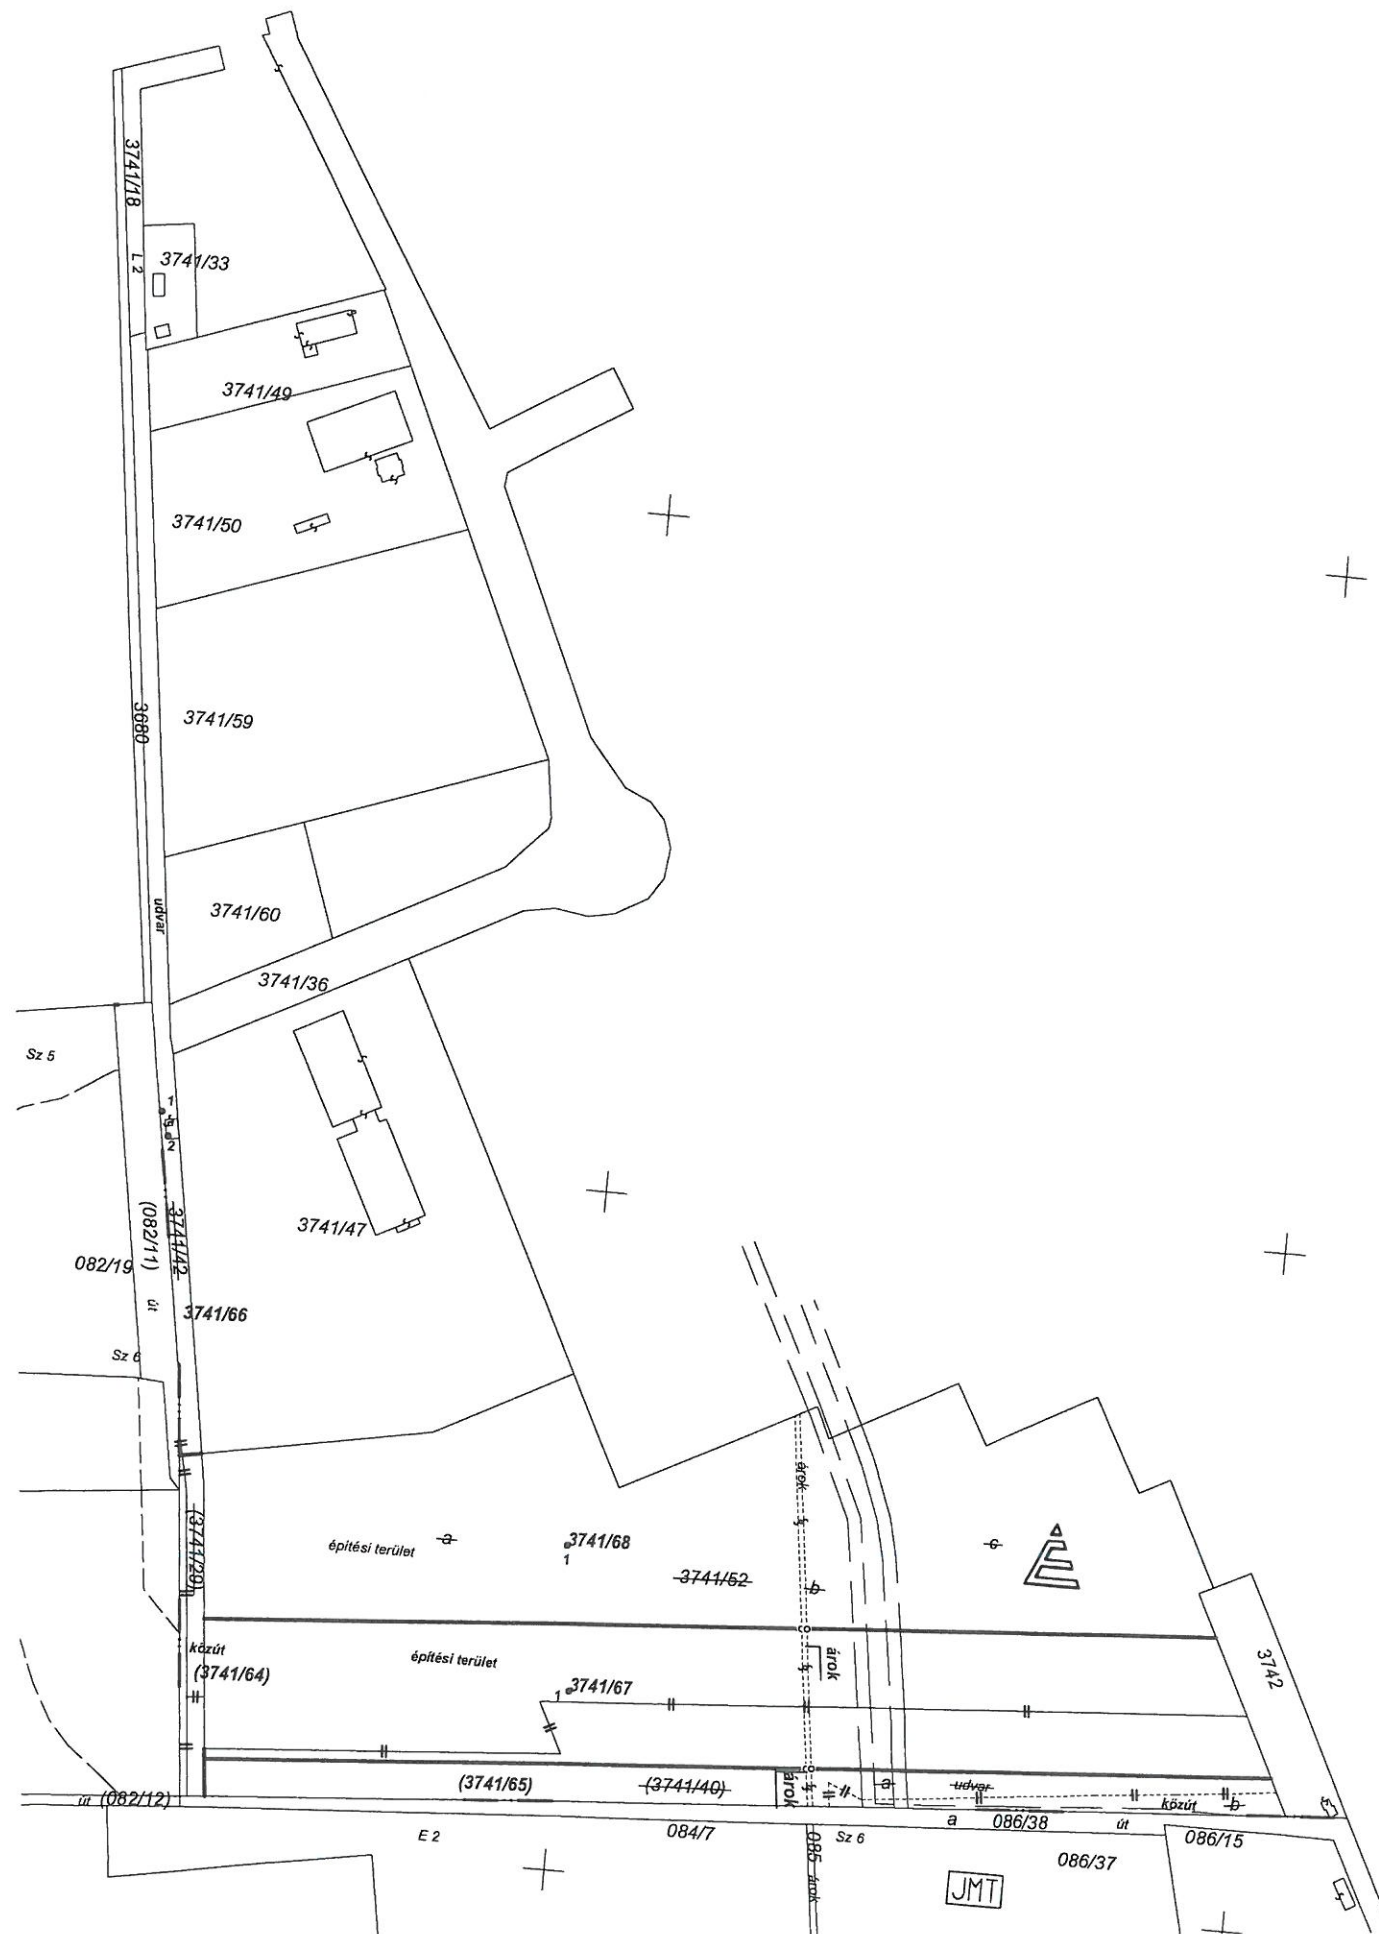 3741/18
L 2
3741/33
3741/49
3741/50
3680
3741/59
udvar
3741/60
3741/36
Sz 5
1
2
(082/11)
3741/42
082/19
út
3741/47
3741/66
Sz 6
árok
(3741/29)
építési terület
a
3741/68
1
3741/52
b
c
közút
(3741/64)
építési terület
árok
3742
1
3741/67
(3741/65)
(3741/40)
árok
a
udvar
közút
b
út (082/12)
E 2
084/7
085
árok
Sz 6
a
086/38
út
086/15
086/37
JMT